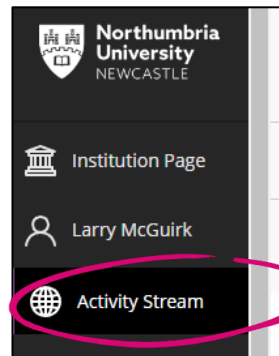 Northumbria
University
NEWCASTLE
Institution Page
Larry McGuirk
Activity Stream